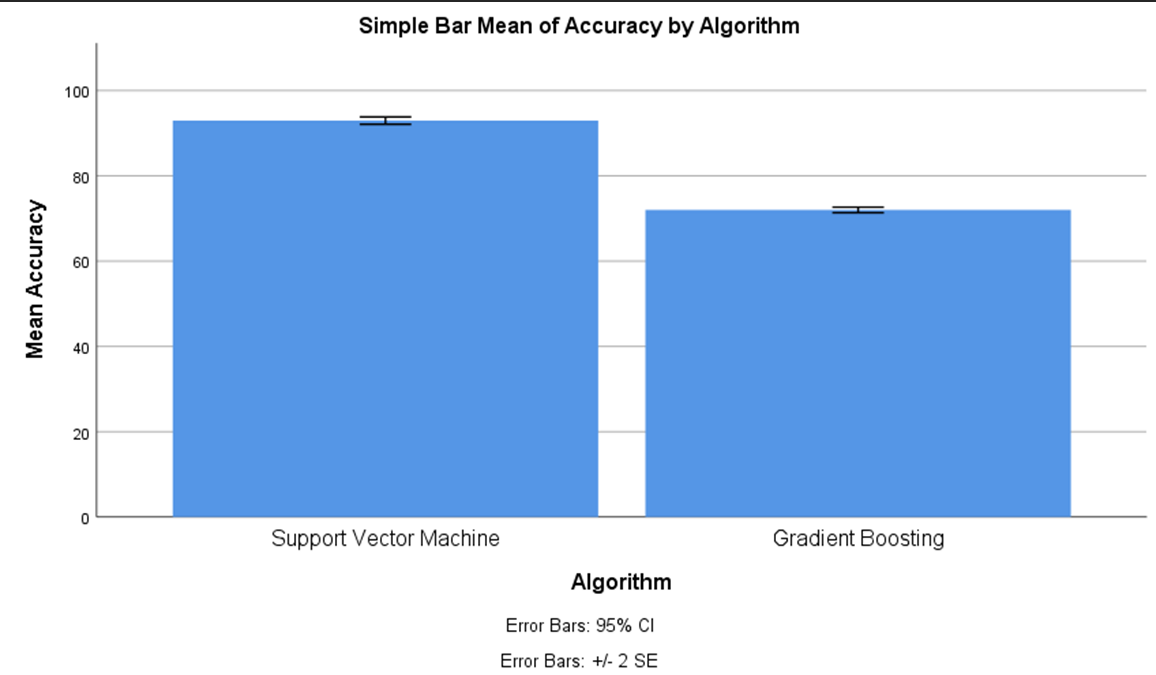 Simple Bar Mean of Accuracy by Algorithm
100
80
60
40
20
0
Mean Accuracy
Support Vector Machine
Gradient Boosting
Algorithm
Error Bars: 95% CI
Error Bars: +/- 2 SE